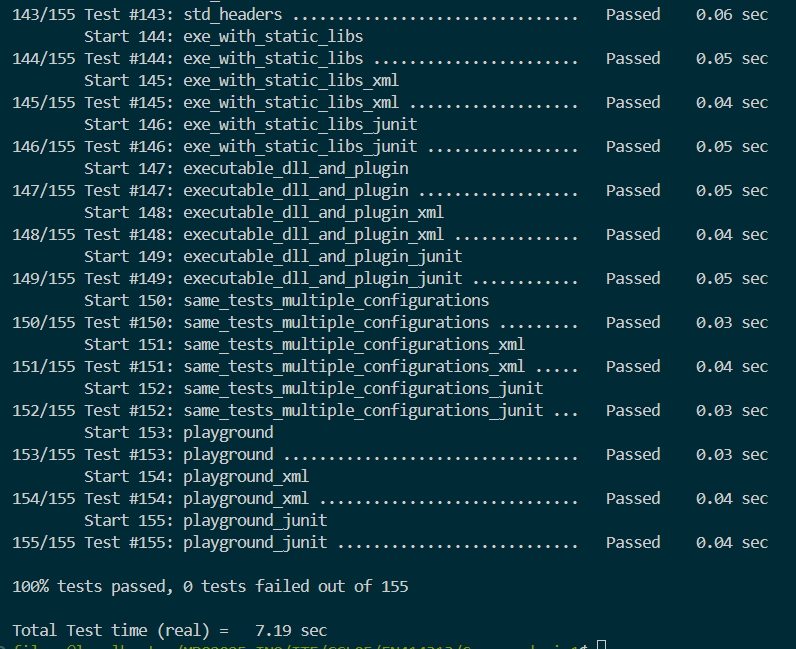 143/155 Test #143: std_headers ................................   Passed    0.06 sec
        Start 144: exe_with_static_libs
144/155 Test #144: exe_with_static_libs .......................   Passed    0.05 sec
        Start 145: exe_with_static_libs_xml
145/155 Test #145: exe_with_static_libs_xml ...................   Passed    0.04 sec
        Start 146: exe_with_static_libs_junit
146/155 Test #146: exe_with_static_libs_junit .................   Passed    0.05 sec
        Start 147: executable_dll_and_plugin
147/155 Test #147: executable_dll_and_plugin ..................   Passed    0.05 sec
        Start 148: executable_dll_and_plugin_xml
148/155 Test #148: executable_dll_and_plugin_xml ..............   Passed    0.04 sec
        Start 149: executable_dll_and_plugin_junit
149/155 Test #149: executable_dll_and_plugin_junit ............   Passed    0.05 sec
        Start 150: same_tests_multiple_configurations
150/155 Test #150: same_tests_multiple_configurations .........   Passed    0.03 sec
        Start 151: same_tests_multiple_configurations_xml
151/155 Test #151: same_tests_multiple_configurations_xml .....   Passed    0.04 sec
        Start 152: same_tests_multiple_configurations_junit
152/155 Test #152: same_tests_multiple_configurations_junit ...   Passed    0.03 sec
        Start 153: playground
153/155 Test #153: playground .................................   Passed    0.03 sec
        Start 154: playground_xml
154/155 Test #154: playground_xml .............................   Passed    0.04 sec
        Start 155: playground_junit
155/155 Test #155: playground_junit ...........................   Passed    0.04 sec
100% tests passed, 0 tests failed out of 155
Total Test time (real) =   7.19 sec